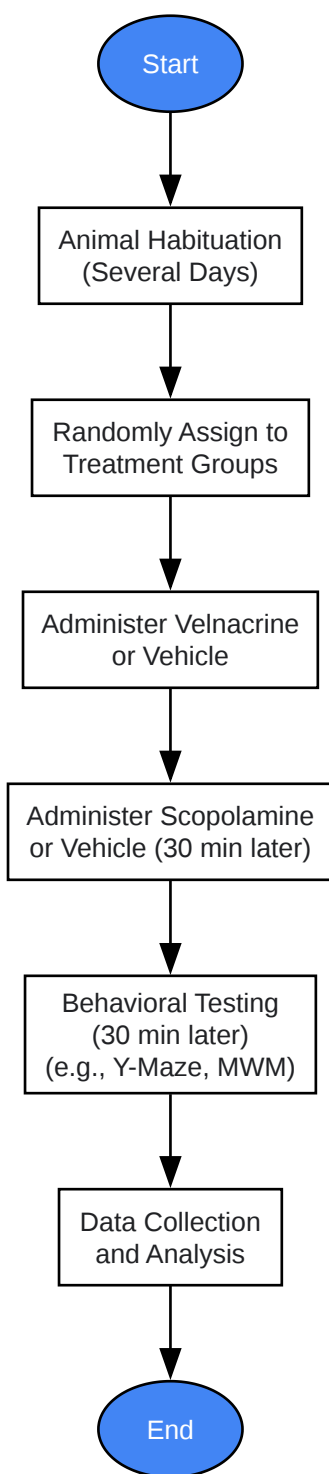 Start
Animal Habituation
(Several Days)
Randomly Assign to
Treatment Groups
Administer Velnacrine
or Vehicle
Administer Scopolamine
or Vehicle (30 min later)
Behavioral Testing
(30 min later)
(e.g., Y-Maze, MWM)
Data Collection
and Analysis
End